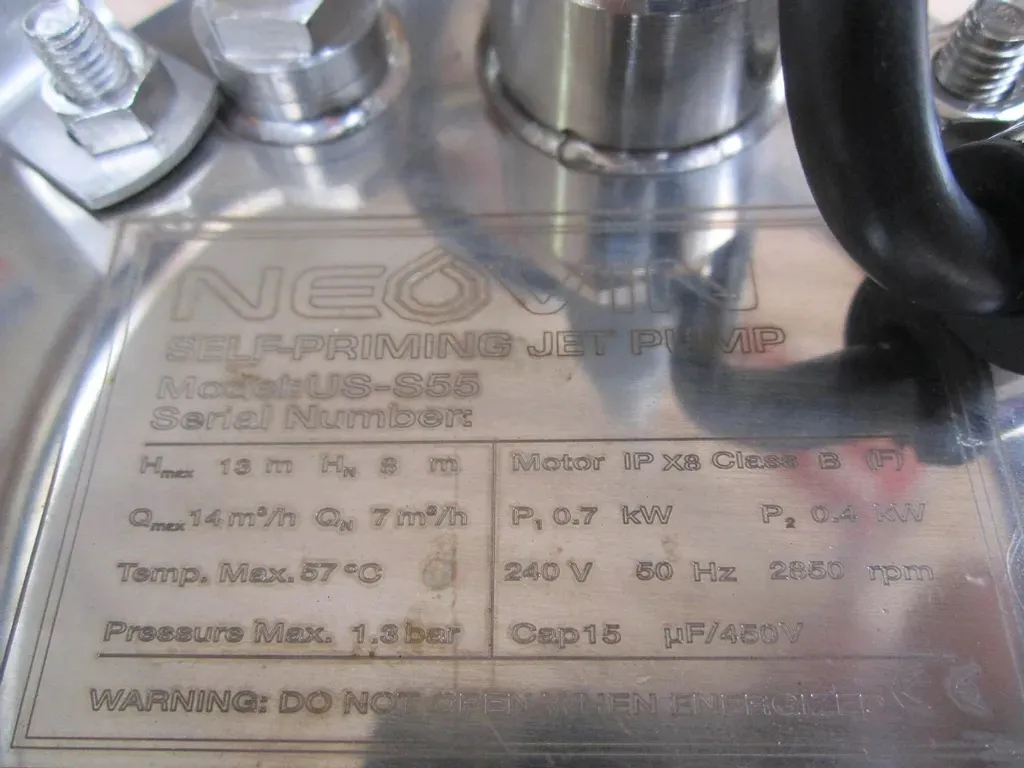 NEOVIN
SELF-PRIMING JET PUMP
Model:US-S55
Serial Number:
Hmax 13 m HN 8 m
Qmax 14 m³/h QN 7 m³/h
Temp. Max. 57 °C
Pressure Max. 1.3 bar
Motor IP X8 Class B (F)
P1 0.7 kW P2 0.4 kW
240 V 50 Hz 2850 rpm
Cap15 µF/450V
WARNING: DO NOT OPEN WHEN ENERGIZED CE